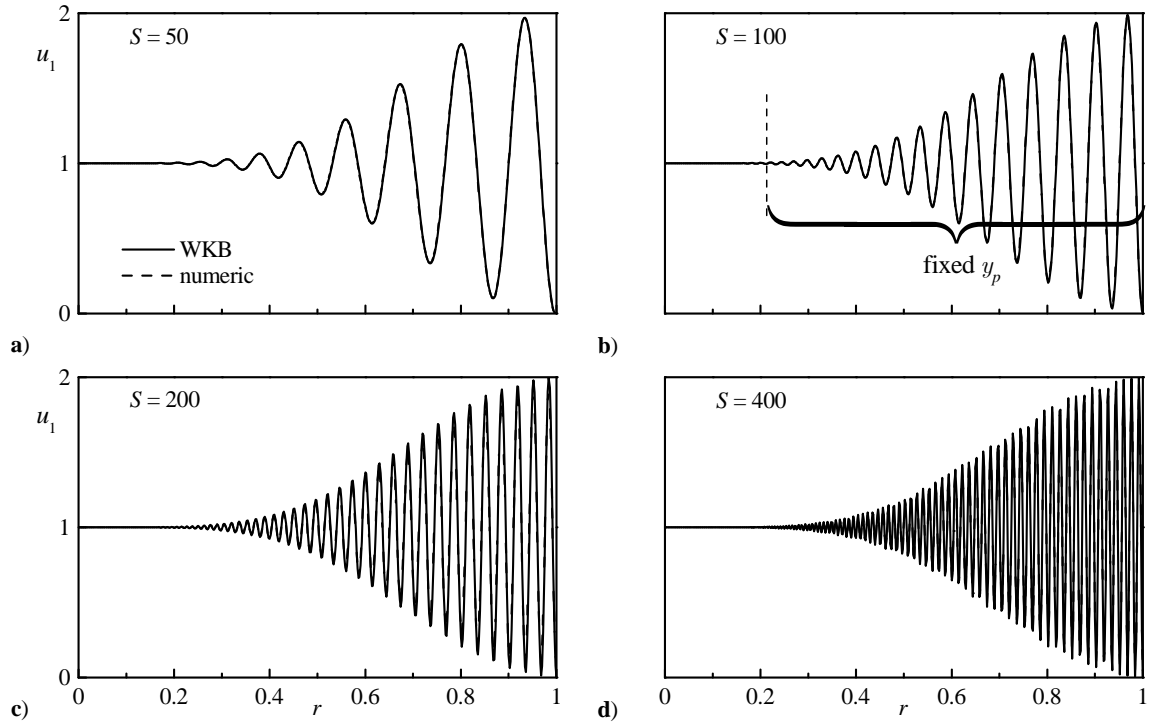 2
S = 50
u1
1
WKB
numeric
0
a)
S = 100
fixed yp
b)
2
S = 200
u1
1
0
0 0.2 0.4 0.6 0.8 1
r
c)
S = 400
0 0.2 0.4 0.6 0.8 1
r
d)